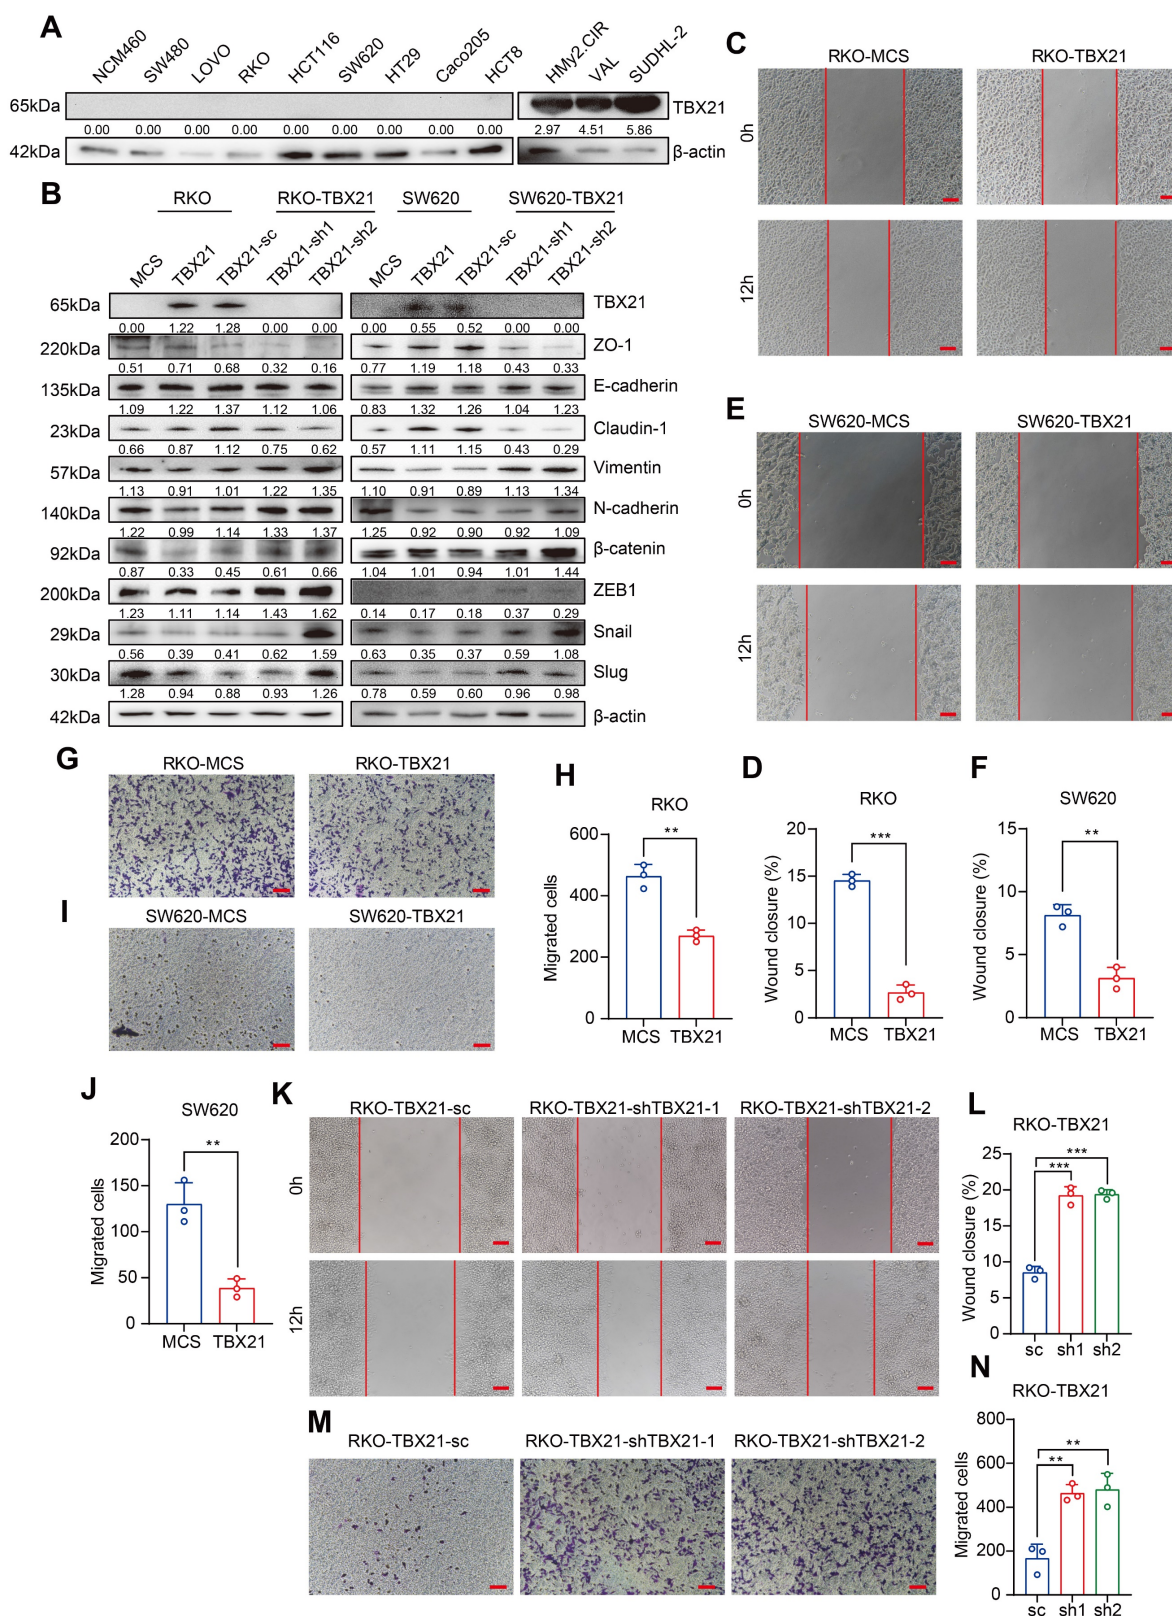 A
NCM460 SW480 LOVO RKO HCT116 SW620 HT29 Caco205 HCT8 HMy2.CIR VAL SUDHL-2
65kDa TBX21
0.00 0.00 0.00 0.00 0.00 0.00 0.00 0.00 0.00 2.97 4.51 5.86
42kDa β-actin
B
RKO RKO-TBX21 SW620 SW620-TBX21
MCS TBX21 TBX21-sc TBX21-sh1 TBX21-sh2 MCS TBX21 TBX21-sc TBX21-sh1 TBX21-sh2
65kDa TBX21
0.00 1.22 1.28 0.00 0.00 0.00 0.55 0.52 0.00 0.00
220kDa ZO-1
0.51 0.71 0.68 0.32 0.16 0.77 1.19 1.18 0.43 0.33
135kDa E-cadherin
1.09 1.22 1.37 1.12 1.06 0.83 1.32 1.26 1.04 1.23
23kDa Claudin-1
0.66 0.87 1.12 0.75 0.62 0.57 1.11 1.15 0.43 0.29
57kDa Vimentin
1.13 0.91 1.01 1.22 1.35 1.10 0.91 0.89 1.13 1.34
140kDa N-cadherin
1.22 0.99 1.14 1.33 1.37 1.25 0.92 0.90 0.92 1.09
92kDa β-catenin
0.87 0.33 0.45 0.61 0.66 1.04 1.01 0.94 1.01 1.44
200kDa ZEB1
1.23 1.11 1.14 1.43 1.62 0.14 0.17 0.18 0.37 0.29
29kDa Snail
0.56 0.39 0.41 0.62 1.59 0.63 0.35 0.37 0.59 1.08
30kDa Slug
1.28 0.94 0.88 0.93 1.26 0.78 0.59 0.60 0.96 0.98
42kDa β-actin
C
RKO-MCS RKO-TBX21
0h
12h
E
SW620-MCS SW620-TBX21
0h
12h
G
RKO-MCS RKO-TBX21
I
SW620-MCS SW620-TBX21
H
RKO
Migrated cells
600
400
200
0
**
MCS TBX21
D
RKO
Wound closure (%)
20
15
10
5
0
***
MCS TBX21
F
SW620
Wound closure (%)
15
10
5
0
**
MCS TBX21
J
SW620
Migrated cells
200
150
100
50
0
**
MCS TBX21
K
RKO-TBX21-sc RKO-TBX21-shTBX21-1 RKO-TBX21-shTBX21-2
0h
12h
L
RKO-TBX21
Wound closure (%)
25
20
15
10
5
0
***
***
sc sh1 sh2
M
RKO-TBX21-sc RKO-TBX21-shTBX21-1 RKO-TBX21-shTBX21-2
N
RKO-TBX21
Migrated cells
800
600
400
200
0
**
**
sc sh1 sh2